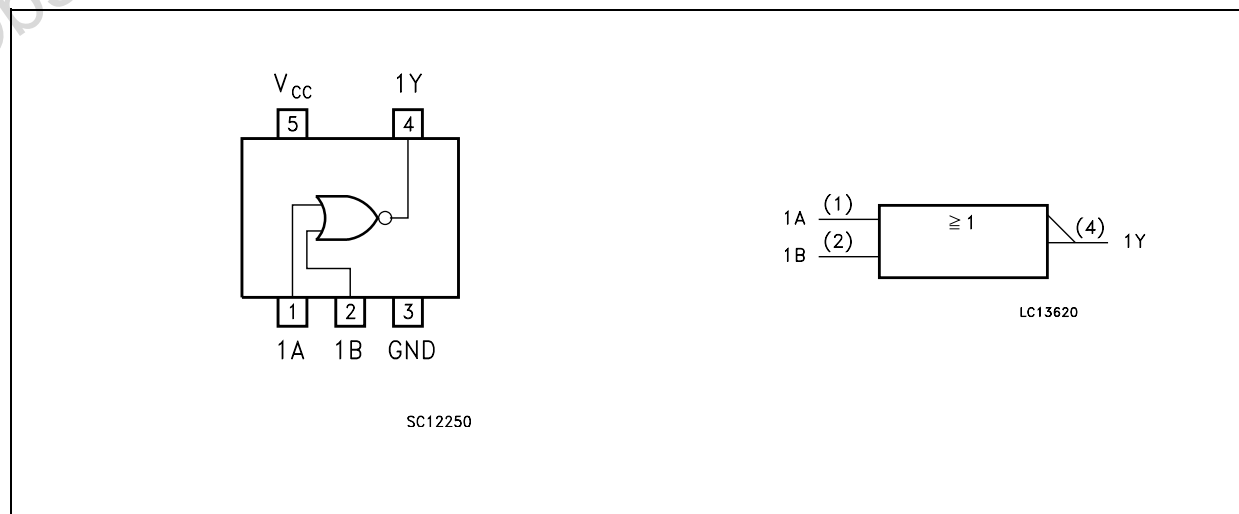 V CC 1Y
5 4
1 2 3
1A 1B GND
SC12250
1A (1)
1B (2)
≧ 1
(4) 1Y
LC13620